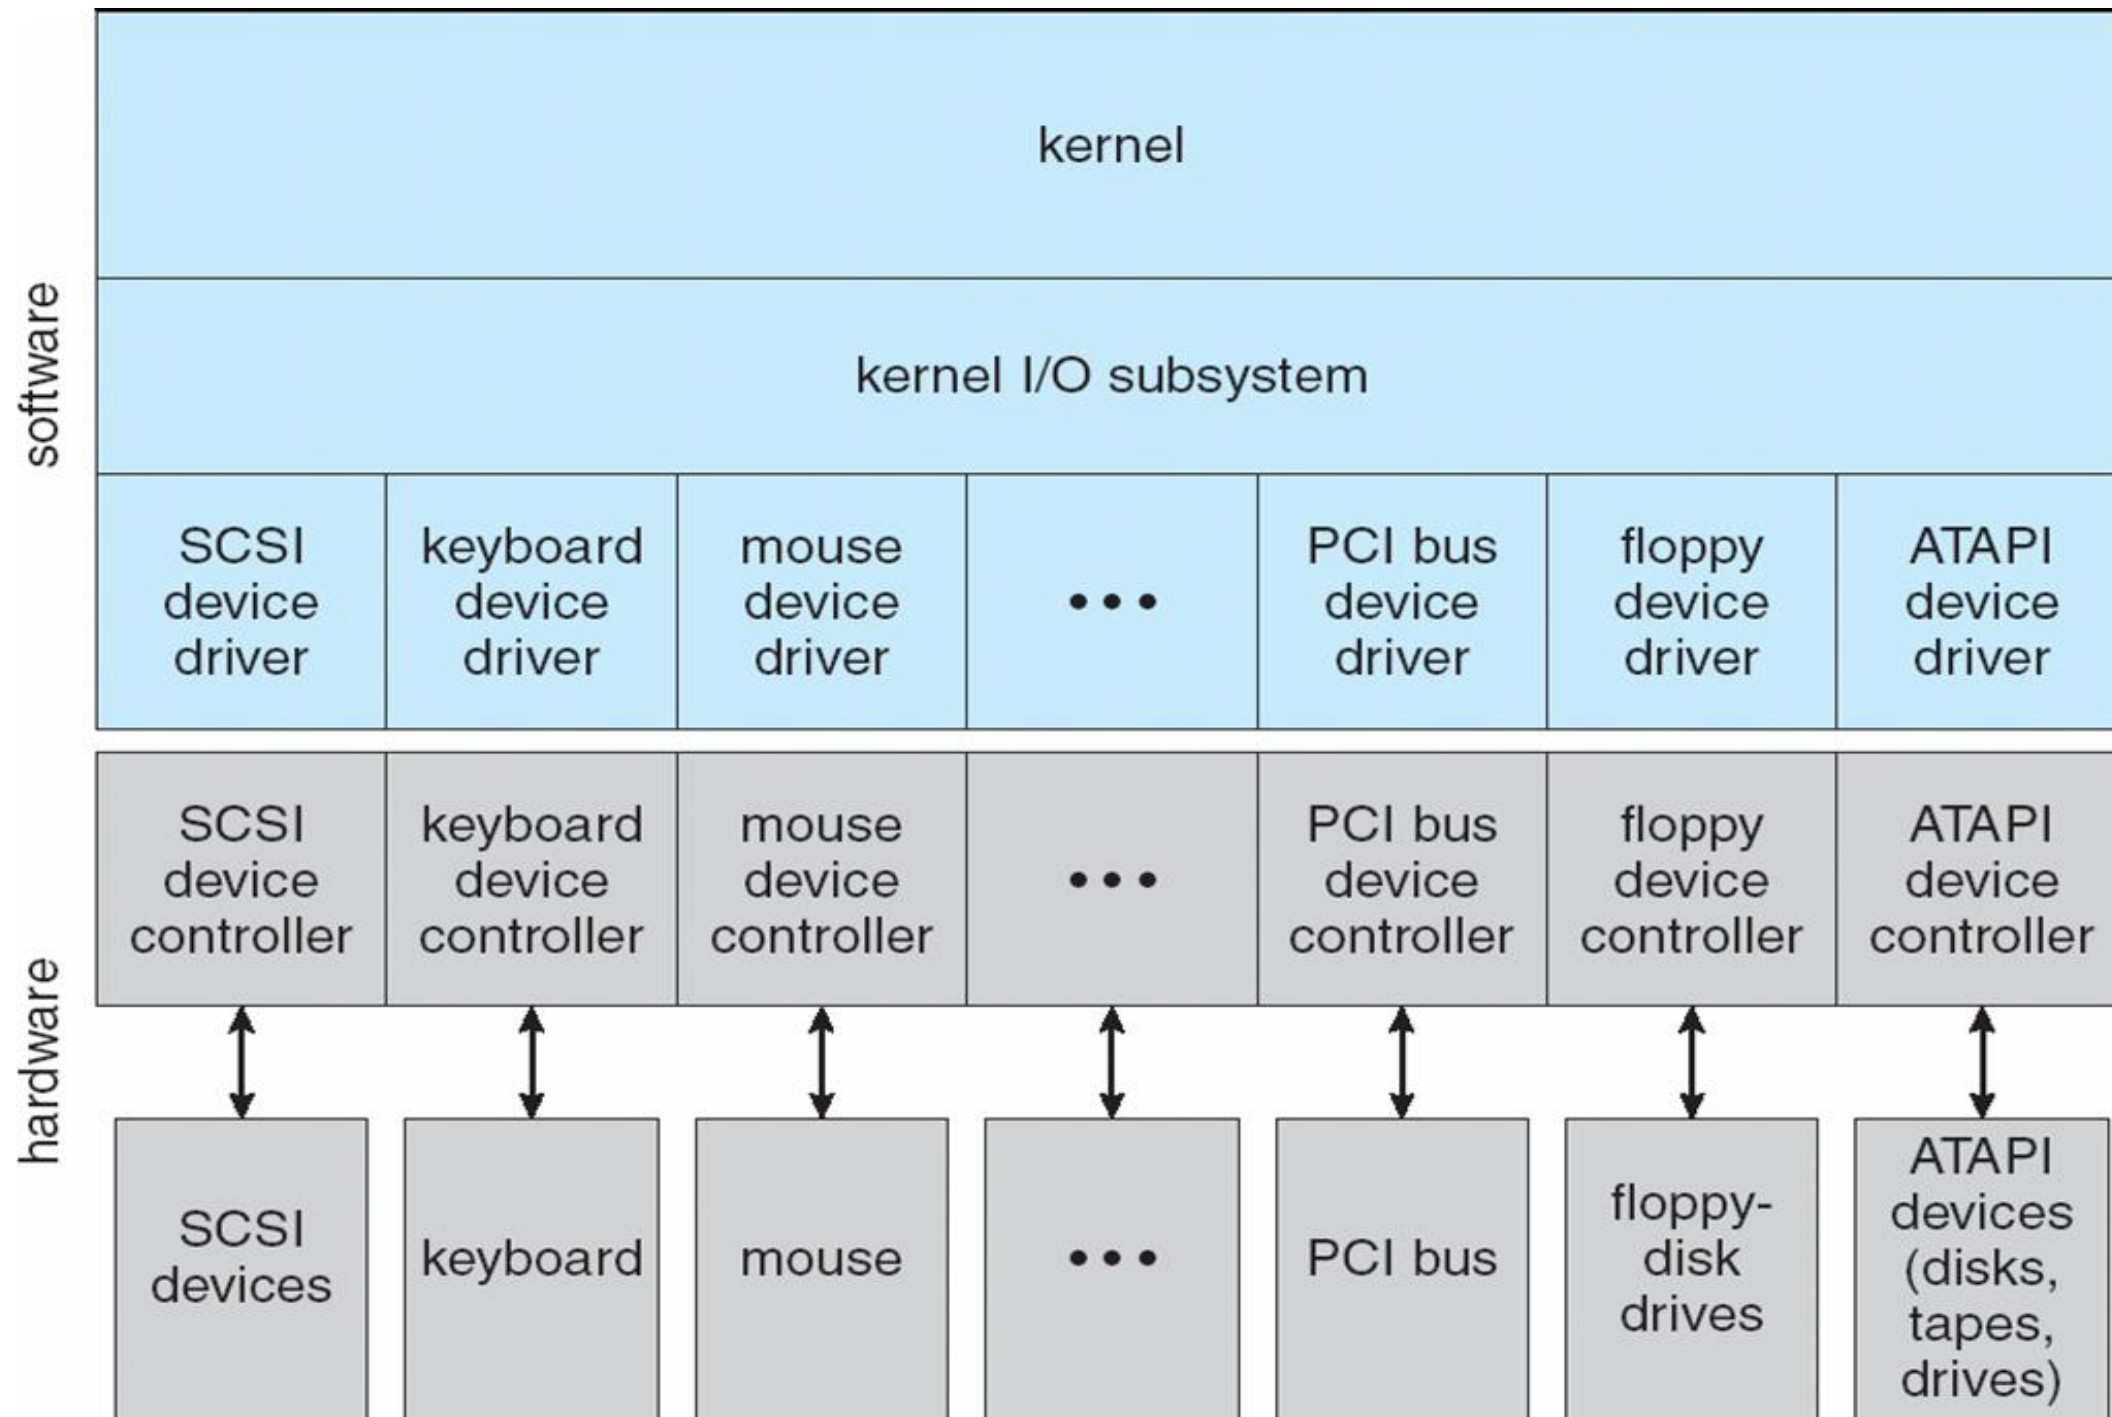 kernel
software
kernel I/O subsystem
SCSI
device
driver
keyboard
device
driver
mouse
device
driver
•••
PCI bus
device
driver
floppy
device
driver
ATAPI
device
driver
hardware
SCSI
device
controller
keyboard
device
controller
mouse
device
controller
•••
PCI bus
device
controller
floppy
device
controller
ATAPI
device
controller
SCSI
devices
keyboard
mouse
•••
PCI bus
floppy-
disk
drives
ATAPI
devices
(disks,
tapes,
drives)